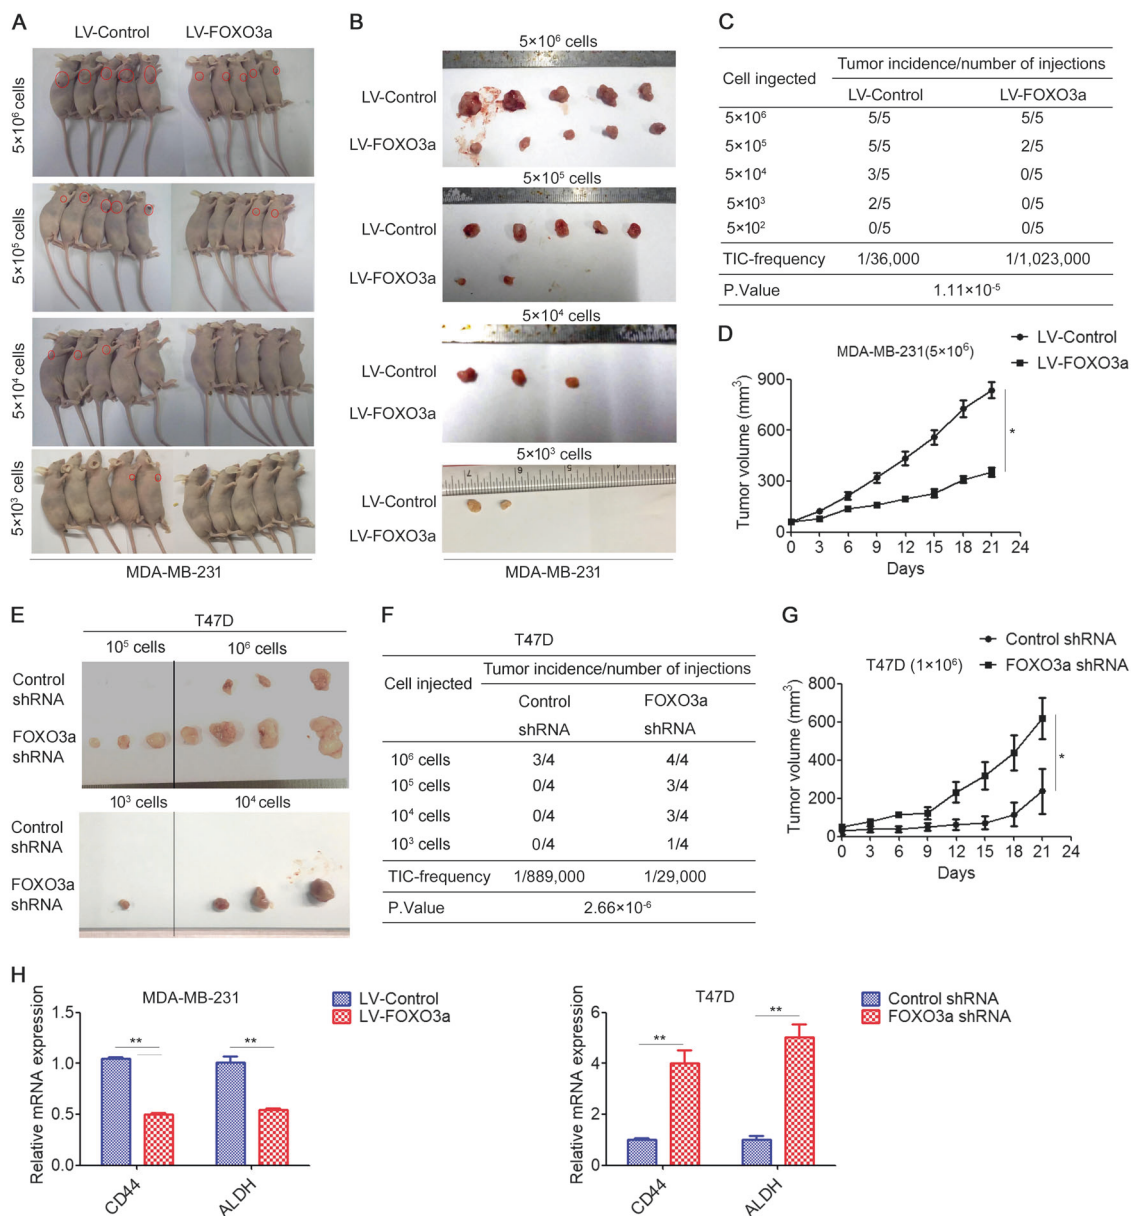 A
LV-Control LV-FOXO3a
5×10⁶ cells
5×10⁵ cells
5×10⁴ cells
5×10³ cells
MDA-MB-231
B
5×10⁶ cells
LV-Control
LV-FOXO3a
5×10⁵ cells
LV-Control
LV-FOXO3a
5×10⁴ cells
LV-Control
LV-FOXO3a
5×10³ cells
7 6 5
LV-Control
LV-FOXO3a
MDA-MB-231
C
Cell ingected Tumor incidence/number of injections
LV-Control LV-FOXO3a
5×10⁶ 5/5 5/5
5×10⁵ 5/5 2/5
5×10⁴ 3/5 0/5
5×10³ 2/5 0/5
5×10² 0/5 0/5
TIC-frequency 1/36,000 1/1,023,000
P.Value 1.11×10⁻⁵
D
MDA-MB-231(5×10⁶)
LV-Control
LV-FOXO3a
Tumor volume (mm³)
900
600
300
0
*
0 3 6 9 12 15 18 21 24
Days
E
T47D
10⁵ cells 10⁶ cells
Control
shRNA
FOXO3a
shRNA
10³ cells 10⁴ cells
Control
shRNA
FOXO3a
shRNA
F
T47D
Cell injected Tumor incidence/number of injections
Control FOXO3a
shRNA shRNA
10⁶ cells 3/4 4/4
10⁵ cells 0/4 3/4
10⁴ cells 0/4 3/4
10³ cells 0/4 1/4
TIC-frequency 1/889,000 1/29,000
P.Value 2.66×10⁻⁶
G
Control shRNA
FOXO3a shRNA
T47D (1×10⁶)
Tumor volume (mm³)
800
600
400
200
0
*
0 3 6 9 12 15 18 21 24
Days
H
MDA-MB-231
LV-Control
LV-FOXO3a
Relative mRNA expression
1.5
1.0
0.5
0.0
** **
CD44 ALDH
T47D
Control shRNA
FOXO3a shRNA
Relative mRNA expression
6
4
2
0
** **
CD44 ALDH